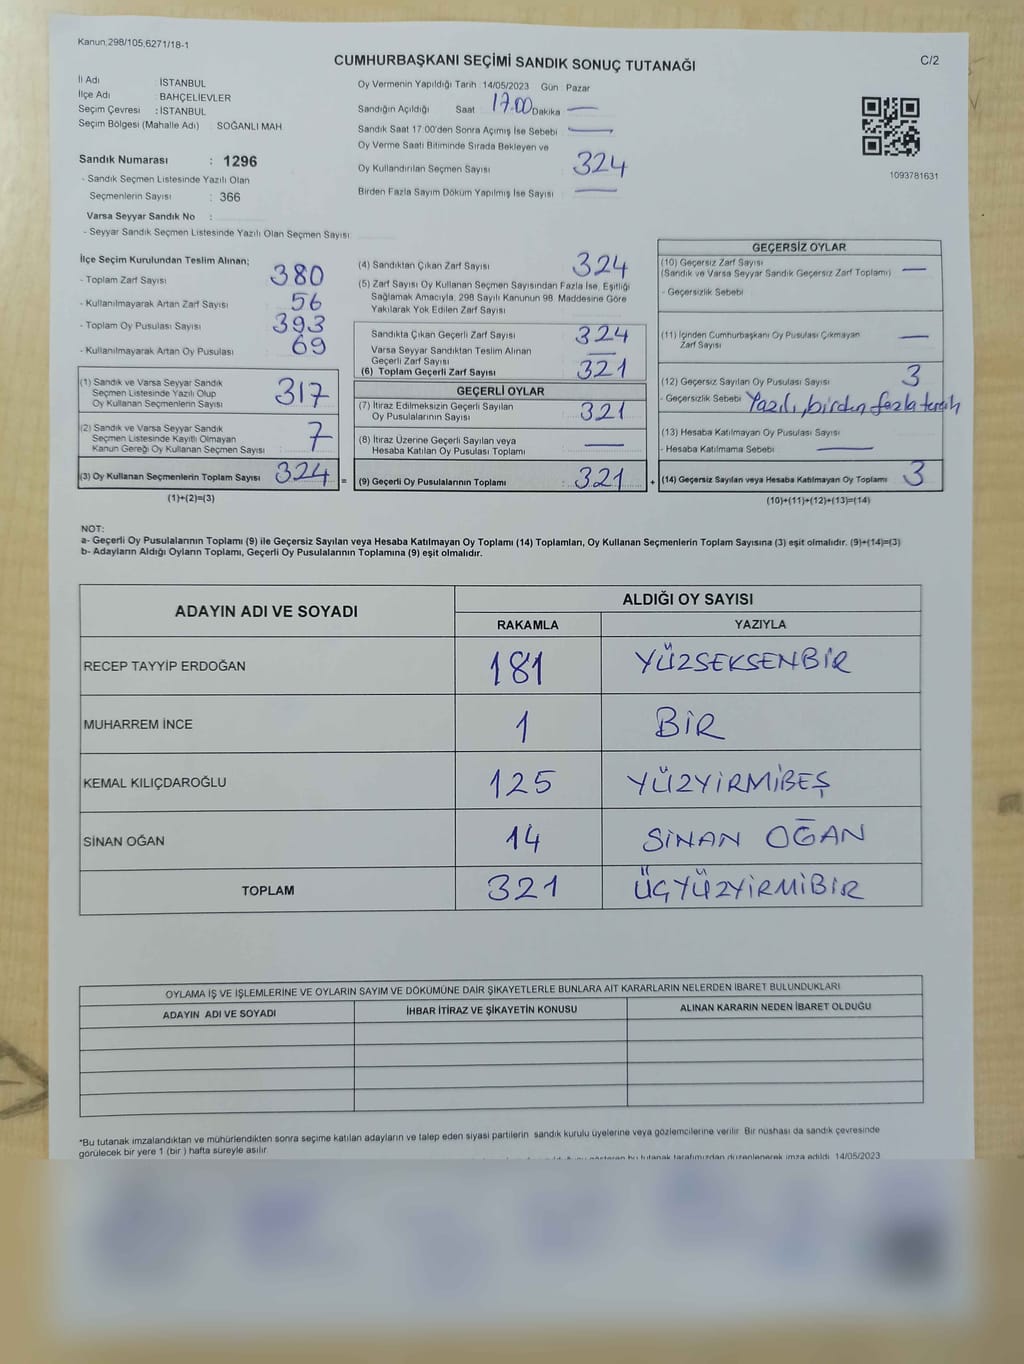 Kanun,298/105,6271/18-1
CUMHURBAŞKANI SEÇİMİ SANDIK SONUÇ TUTANAĞI
C/2
İl Adı İSTANBUL
İlçe Adı BAHÇELİEVLER
Seçim Çevresi : İSTANBUL
Seçim Bölgesi (Mahalle Adı) : SOĞANLI MAH
Sandık Numarası : 1296
- Sandık Seçmen Listesinde Yazılı Olan
Seçmenlerin Sayısı : 366
Varsa Seyyar Sandık No :
- Seyyar Sandık Seçmen Listesinde Yazılı Olan Seçmen Sayısı:
Oy Vermenin Yapıldığı Tarih : 14/05/2023 Gün : Pazar
Sandığın Açıldığı Saat 17.00 Dakika —
Sandık Saat 17:00'den Sonra Açımış İse Sebebi —
Oy Verme Saati Bitiminde Sırada Bekleyen ve
Oy Kullandırılan Seçmen Sayısı : 324
Birden Fazla Sayım Döküm Yapılmış İse Sayısı —
1093781631
İlçe Seçim Kurulundan Teslim Alınan;
- Toplam Zarf Sayısı : 380
- Kullanılmayarak Artan Zarf Sayısı : 56
- Toplam Oy Pusulası Sayısı : 393
- Kullanılmayarak Artan Oy Pusulası : 69
(1) Sandık ve Varsa Seyyar Sandık
Seçmen Listesinde Yazılı Olup
Oy Kullanan Seçmenlerin Sayısı : 317
(2) Sandık ve Varsa Seyyar Sandık
Seçmen Listesinde Kayıtlı Olmayan
Kanun Gereği Oy Kullanan Seçmen Sayısı : 7
(3) Oy Kullanan Seçmenlerin Toplam Sayısı : 324
(1)+(2)=(3)
(4) Sandıktan Çıkan Zarf Sayısı : 324
(5) Zarf Sayısı Oy Kullanan Seçmen Sayısından Fazla İse, Eşitliği
Sağlamak Amacıyla, 298 Sayılı Kanunun 98. Maddesine Göre
Yakılarak Yok Edilen Zarf Sayısı :
Sandıkta Çıkan Geçerli Zarf Sayısı : 324
Varsa Seyyar Sandıktan Teslim Alınan
Geçerli Zarf Sayısı : —
(6) Toplam Geçerli Zarf Sayısı : 321
GEÇERLİ OYLAR
(7) İtiraz Edilmeksizin Geçerli Sayılan
Oy Pusulalarının Sayısı : 321
(8) İtiraz Üzerine Geçerli Sayılan veya
Hesaba Katılan Oy Pusulası Toplamı : —
(9) Geçerli Oy Pusulalarının Toplamı : 321
GEÇERSİZ OYLAR
(10) Geçersiz Zarf Sayısı
(Sandık ve Varsa Seyyar Sandık Geçersiz Zarf Toplamı) : —
- Geçersizlik Sebebi :
(11) İçinden Cumhurbaşkanı Oy Pusulası Çıkmayan
Zarf Sayısı : —
(12) Geçersiz Sayılan Oy Pusulası Sayısı : 3
- Geçersizlik Sebebi : Yazılı, birden fazla tercih
(13) Hesaba Katılmayan Oy Pusulası Sayısı :
- Hesaba Katılmama Sebebi : —
+ (14) Geçersiz Sayılan veya Hesaba Katılmayan Oy Toplamı : 3
(10)+(11)+(12)+(13)=(14)
NOT:
a- Geçerli Oy Pusulalarının Toplamı (9) ile Geçersiz Sayılan veya Hesaba Katılmayan Oy Toplamı (14) Toplamları, Oy Kullanan Seçmenlerin Toplam Sayısına (3) eşit olmalıdır. (9)+(14)=(3)
b- Adayların Aldığı Oyların Toplamı, Geçerli Oy Pusulalarının Toplamına (9) eşit olmalıdır.
ADAYIN ADI VE SOYADI ALDIĞI OY SAYISI
RAKAMLA YAZIYLA
RECEP TAYYİP ERDOĞAN 181 YÜZSEKSENBİR
MUHARREM İNCE 1 BİR
KEMAL KILIÇDAROĞLU 125 YÜZYİRMİBEŞ
SİNAN OĞAN 14 SİNAN OĞAN
TOPLAM 321 ÜÇYÜZYİRMİBİR
OYLAMA İŞ VE İŞLEMLERİNE VE OYLARIN SAYIM VE DÖKÜMÜNE DAİR ŞİKAYETLERLE BUNLARA AİT KARARLARIN NELERDEN İBARET BULUNDUKLARI
ADAYIN ADI VE SOYADI İHBAR İTİRAZ VE ŞİKAYETİN KONUSU ALINAN KARARIN NEDEN İBARET OLDUĞU
*Bu tutanak imzalandıktan ve mühürlendikten sonra seçime katılan adayların ve talep eden siyasi partilerin sandık kurulu üyelerine veya gözlemcilerine verilir. Bir nüshası da sandık çevresinde
görülecek bir yere 1 (bir ) hafta süreyle asılır.
bu tutanak tarafımızdan düzenlenerek imza edildi. 14/05/2023